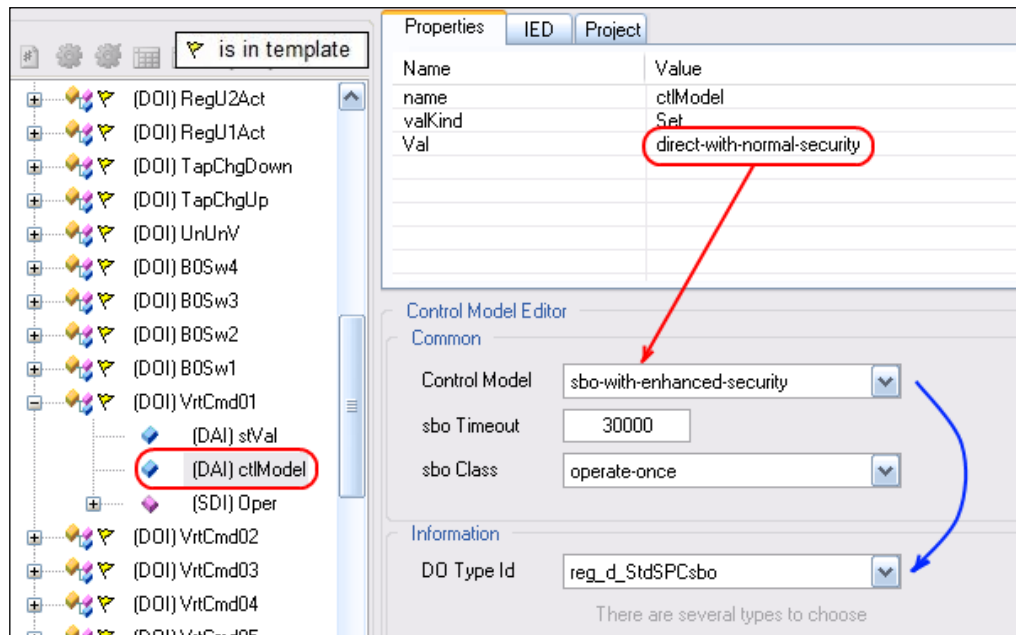 is in template
(DOI) RegU2Act
(DOI) RegU1Act
(DOI) TapChgDown
(DOI) TapChgUp
(DOI) UnUnV
(DOI) B0Sw4
(DOI) B0Sw3
(DOI) B0Sw2
(DOI) B0Sw1
(DOI) VrtCmd01
(DAI) stVal
(DAI) ctlModel
(SDI) Oper
(DOI) VrtCmd02
(DOI) VrtCmd03
(DOI) VrtCmd04
(DOI) VrtCmd05
Properties IED Project
Name Value
name ctlModel
valKind Set
Val direct-with-normal-security
Control Model Editor
Common
Control Model sbo-with-enhanced-security
sbo Timeout 30000
sbo Class operate-once
Information
DO Type Id reg_d_StdSPCsbo
There are several types to choose